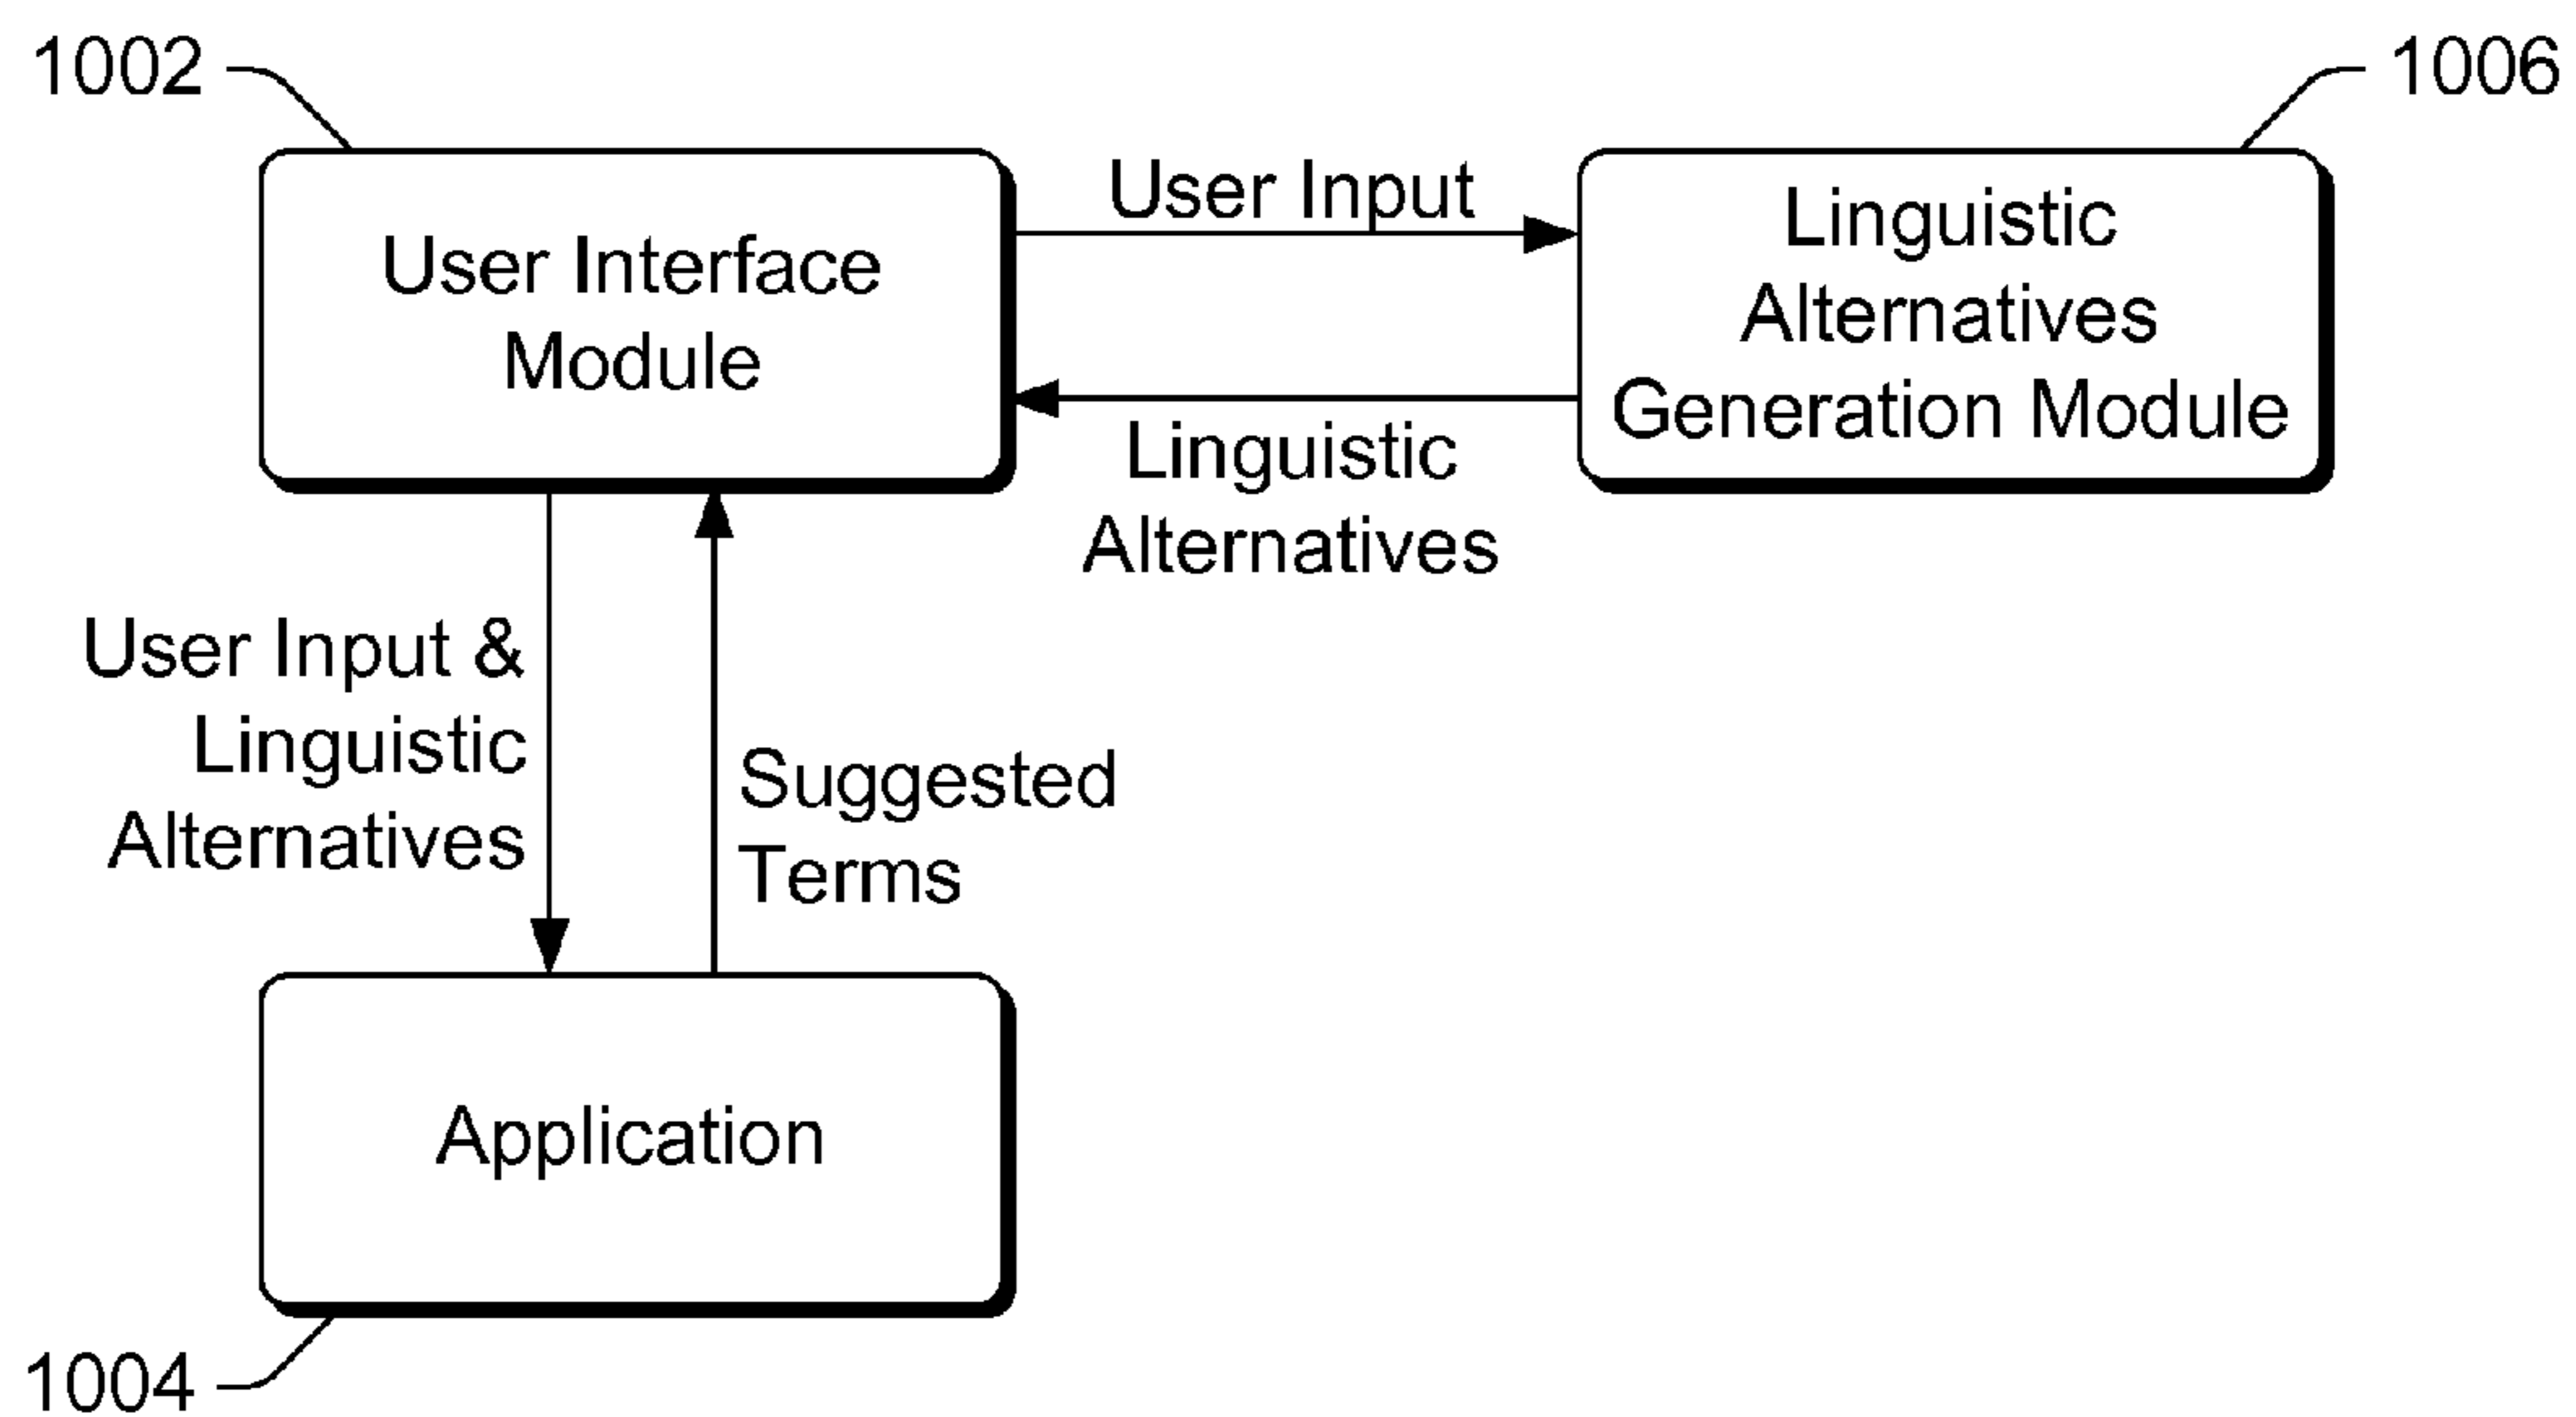 1002
1006
User Interface
Module
User Input
Linguistic
Alternatives
Generation Module
Linguistic
Alternatives
User Input &
Linguistic
Alternatives
Suggested
Terms
Application
1004